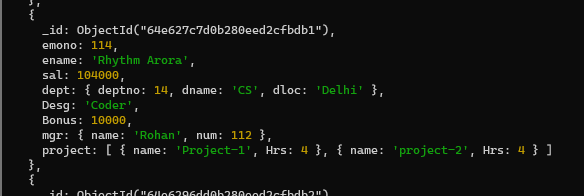 },
{
_id: ObjectId("64e627c7d0b280eed2cfbdb1"),
emono: 114,
ename: 'Rhythm Arora',
sal: 104000,
dept: { deptno: 14, dname: 'CS', dloc: 'Delhi' },
Desg: 'Coder',
Bonus: 10000,
mgr: { name: 'Rohan', num: 112 },
project: [ { name: 'Project-1', Hrs: 4 }, { name: 'project-2', Hrs: 4 } ]
},
{
_id: ObjectId("64e6296dd0b280eed2cfbdb2")